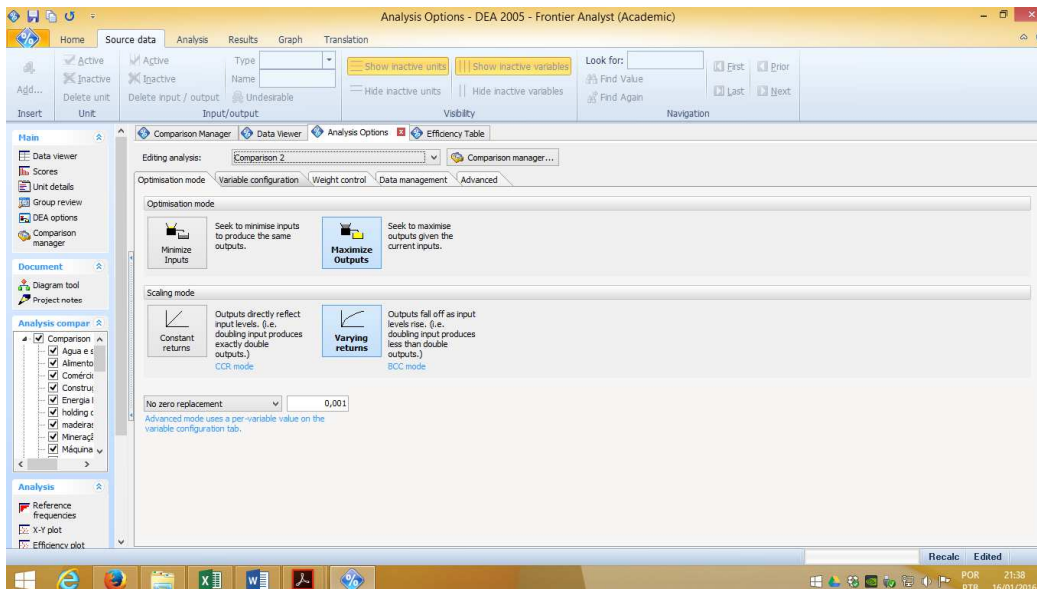 Analysis Options - DEA 2005 - Frontier Analyst (Academic)
Home Source data Analysis Results Graph Translation
Add...
Active
Inactive
Delete unit
Active
Inactive
Delete input / output
Type
Name
Undesirable
Show inactive units
Hide inactive units
Show inactive variables
Hide inactive variables
Look for:
Find Value
Find Again
First
Last
Prior
Next
Insert Unit Input/output Visibility Navigation
Main
Data viewer
Scores
Unit details
Group review
DEA options
Comparison
manager
Document
Diagram tool
Project notes
Analysis compar
Comparison
Agua e s
Alimento
Comérci
Construç
Energia
holding c
madeiras
Mineraçã
Máquina
Analysis
Reference
frequencies
X-Y plot
Efficiency plot
Comparison Manager Data Viewer Analysis Options Efficiency Table
Editing analysis: Comparison 2 Comparison manager...
Optimisation mode Variable configuration Weight control Data management Advanced
Optimisation mode
Minimize
Inputs
Seek to minimise inputs
to produce the same
outputs.
Maximize
Outputs
Seek to maximise
outputs given the
current inputs.
Scaling mode
Constant
returns
Outputs directly reflect
input levels. (i.e.
doubling input produces
exactly double
outputs.)
CCR mode
Varying
returns
Outputs fall off as input
levels rise. (i.e.
doubling input produces
less than double
outputs.)
BCC mode
No zero replacement 0,001
Advanced mode uses a per-variable value on the
variable configuration tab.
Recalc Edited
POR 21:38
PTB 16/01/2016